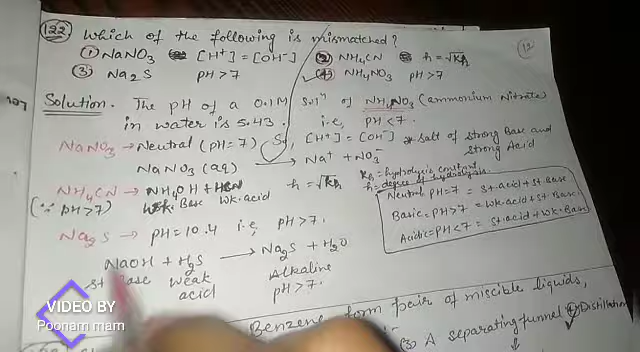 (122) Which of the following is mismatched?
(1) NaNO₃ [H⁺] = [OH⁻] (2) NH₄CN h = √Kh
(3) Na₂S PH > 7 (4) NH₄NO₃ PH > 7
12
Solution. The pH of a 0.1M Sol^n of NH₄NO₃ (ammonium Nitrate)
in water is 5.43. i.e, PH < 7.
NaNO₃ → Neutral (pH = 7) So, [H⁺] = [OH⁻] Salt of strong Base and
strong Acid
NaNO₃ (aq) → Na⁺ + NO₃⁻
NH₄CN → NH₄OH + HCN h = √Kh
(∵ pH > 7) Wk. Base Wk. acid
Kh = hydrolysis constant
h = degree of hydrolysis.
Neutral PH = 7 = St. acid + St. Base
Basic = PH > 7 = Wk. acid + St. Base
Acidic = PH < 7 = St. acid + Wk. Base
Na₂S → pH = 10.4 i.e, pH > 7.
NaOH + H₂S → Na₂S + H₂O
St. Base weak acid Alkaline
pH > 7.
Benzene form pair of miscible liquids,
(3) A separating funnel (4) Distillation
VIDEO BY
Poonam mam